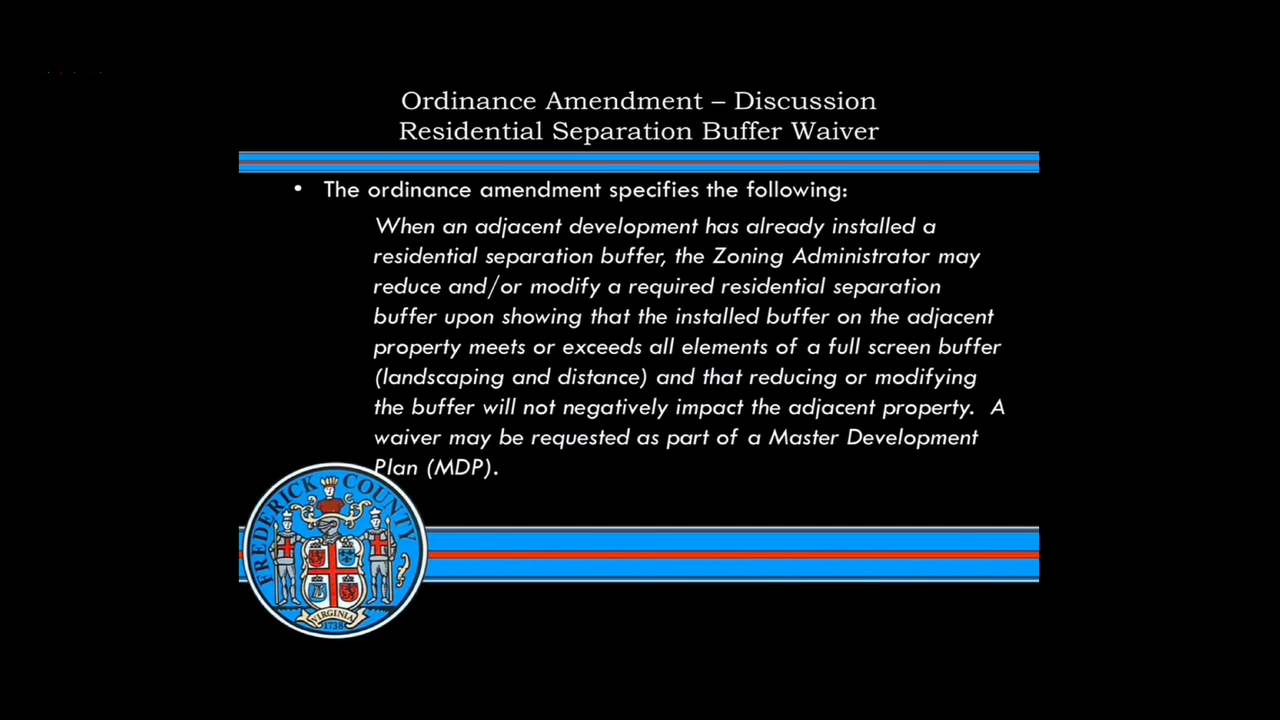 Ordinance Amendment – Discussion
Residential Separation Buffer Waiver
• The ordinance amendment specifies the following:
When an adjacent development has already installed a
residential separation buffer, the Zoning Administrator may
reduce and/or modify a required residential separation
buffer upon showing that the installed buffer on the adjacent
property meets or exceeds all elements of a full screen buffer
(landscaping and distance) and that reducing or modifying
the buffer will not negatively impact the adjacent property.  A
waiver may be requested as part of a Master Development
Plan (MDP).
FREDERICK COUNTY
VIRGINIA
1738